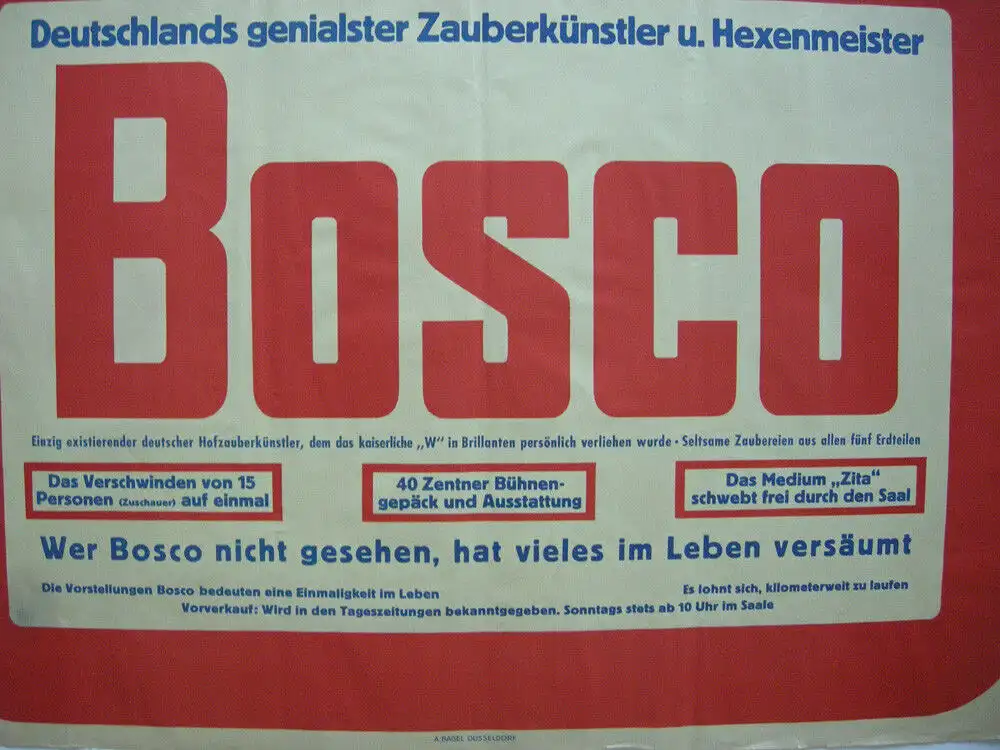 Deutschlands genialster Zauberkünstler u. Hexenmeister
BOSCO
Einzig existierender deutscher Hofzauberkünstler, dem das kaiserliche „W“ in Brillanten persönlich verliehen wurde · Seltsame Zaubereien aus allen fünf Erdteilen
Das Verschwinden von 15
Personen (Zuschauer) auf einmal
40 Zentner Bühnen-
gepäck und Ausstattung
Das Medium „Zita“
schwebt frei durch den Saal
Wer Bosco nicht gesehen, hat vieles im Leben versäumt
Die Vorstellungen Bosco bedeuten eine Einmaligkeit im Leben
Es lohnt sich, kilometerweit zu laufen
Vorverkauf: Wird in den Tageszeitungen bekanntgegeben. Sonntags stets ab 10 Uhr im Saale
A. BAGEL DÜSSELDORF